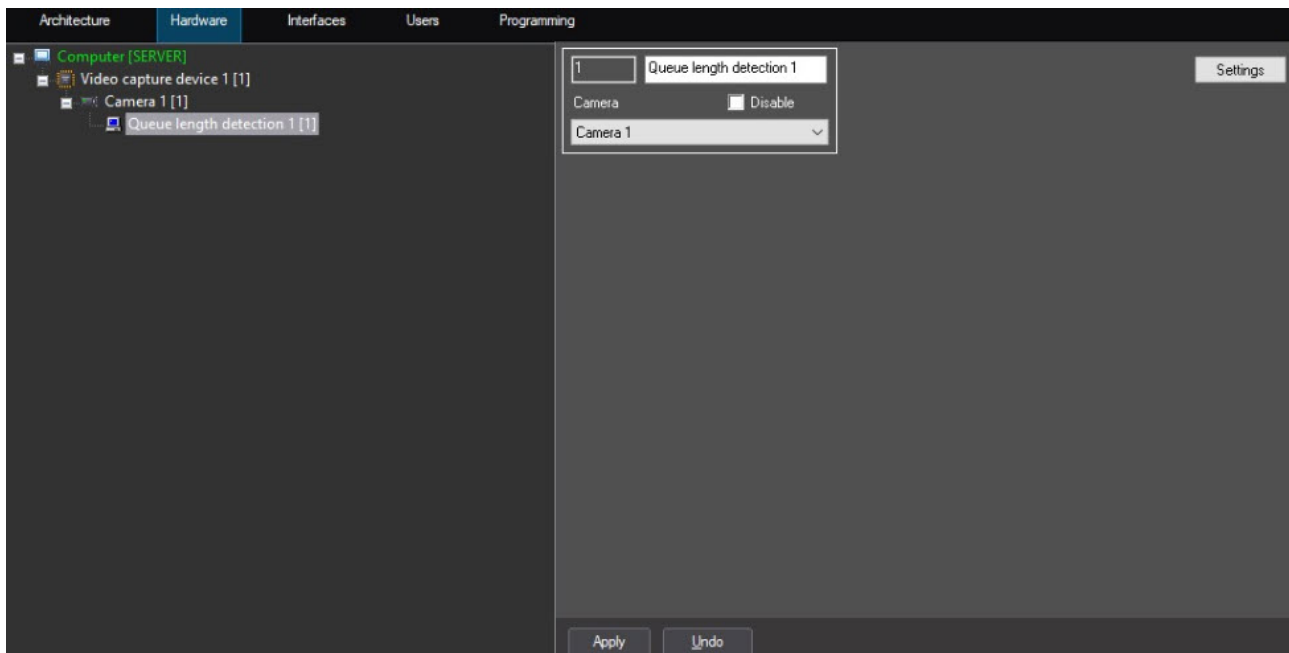 Architecture Hardware Interfaces Users Programming
Computer [SERVER]
Video capture device 1 [1]
Camera 1 [1]
Queue length detection 1 [1]
1 Queue length detection 1
Settings
Camera Disable
Camera 1
Apply Undo